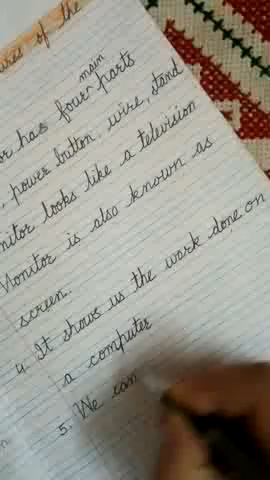 of the
has four main parts
power button, wire, stand
looks like a television
Monitor is also known as
screen.
4. It shows us the work done on
a computer
5. We can